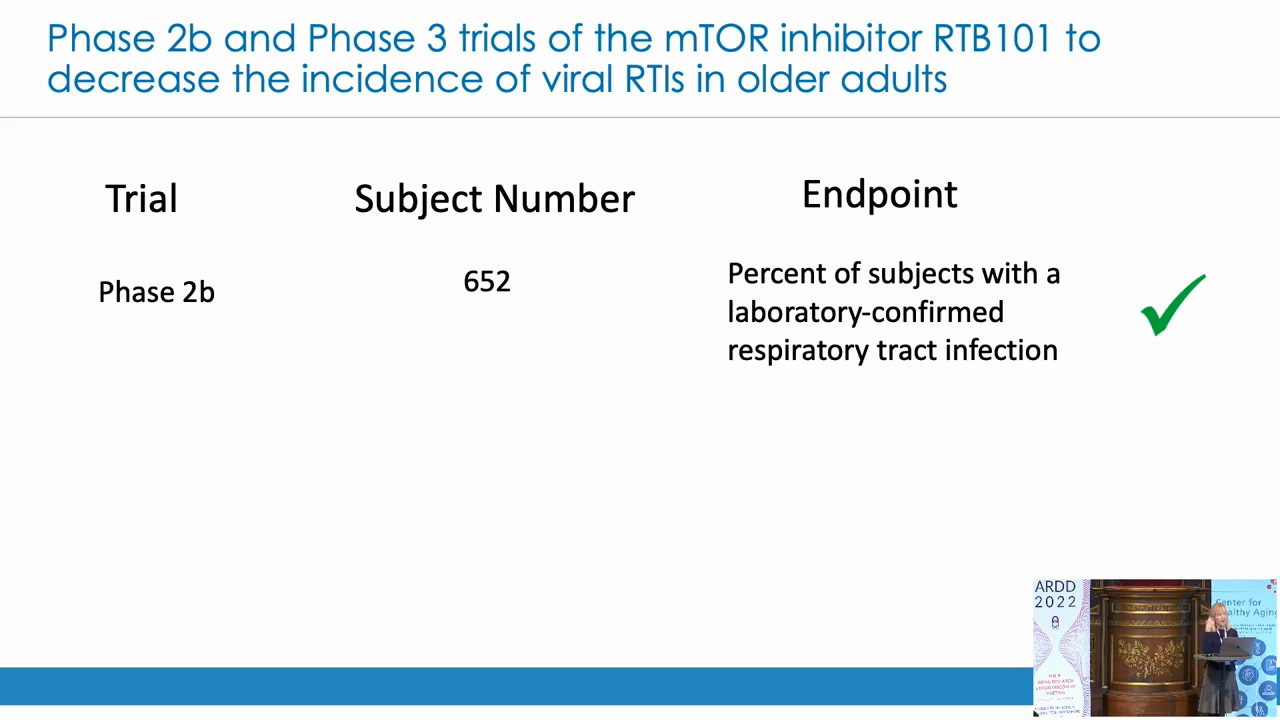 Phase 2b and Phase 3 trials of the mTOR inhibitor RTB101 to
decrease the incidence of viral RTIs in older adults
Trial
Subject Number
Endpoint
Phase 2b
652
Percent of subjects with a
laboratory-confirmed
respiratory tract infection
ARDD
2022
Center for
Healthy Aging